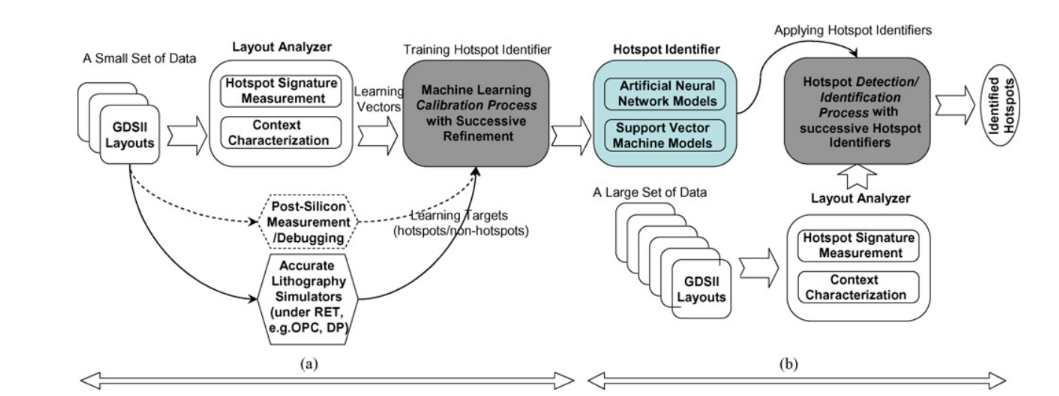 A Small Set of Data
GDSII
Layouts
Layout Analyzer
Hotspot Signature
Measurement
Context
Characterization
Learning
Vectors
Training Hotspot Identifier
Machine Learning
Calibration Process
with Successive
Refinement
Post-Silicon
Measurement
/Debugging
Learning Targets
(hotspots/non-hotspots)
Accurate
Lithography
Simulators
(under RET,
e.g.OPC, DP)
(a)
Hotspot Identifier
Artificial Neural
Network Models
Support Vector
Machine Models
Applying Hotspot Identifiers
Hotspot Detection/
Identification
Process with
successive Hotspot
Identifiers
Identified
Hotspots
A Large Set of Data
GDSII
Layouts
Layout Analyzer
Hotspot Signature
Measurement
Context
Characterization
(b)